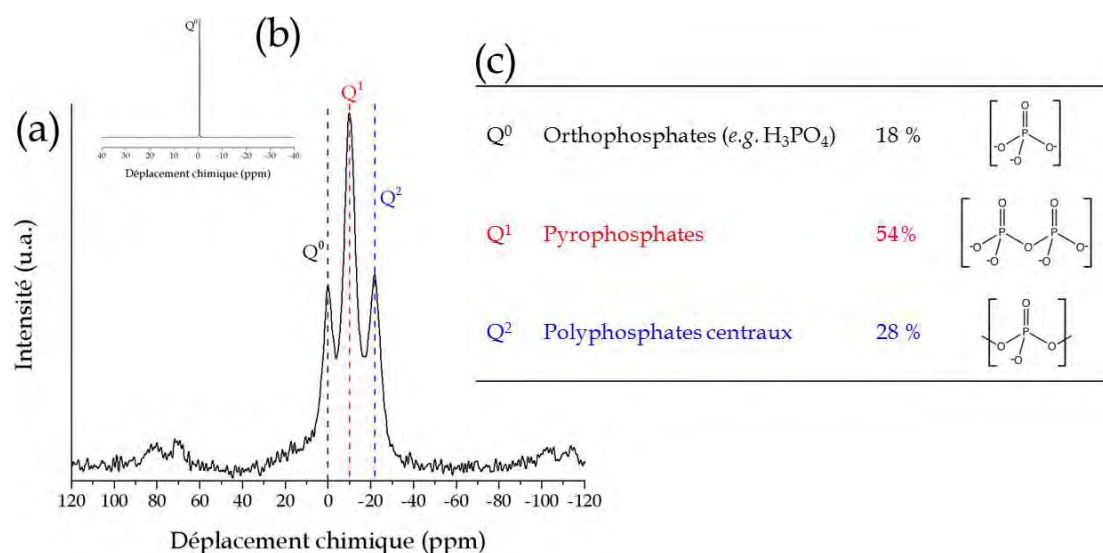 (a)
(b)
Q⁰
40 30 20 10 0 -10 -20 -30 -40
Déplacement chimique (ppm)
Q¹
Q²
Q⁰
Intensité (u.a.)
120 100 80 60 40 20 0 -20 -40 -60 -80 -100 -120
Déplacement chimique (ppm)
(c)
Q⁰ Orthophosphates (e.g. H₃PO₄) 18 %
O
P
-O O-
-O
Q¹ Pyrophosphates 54%
O O
P P
-O O O-
-O -O
Q² Polyphosphates centraux 28 %
O
P
O O
-O